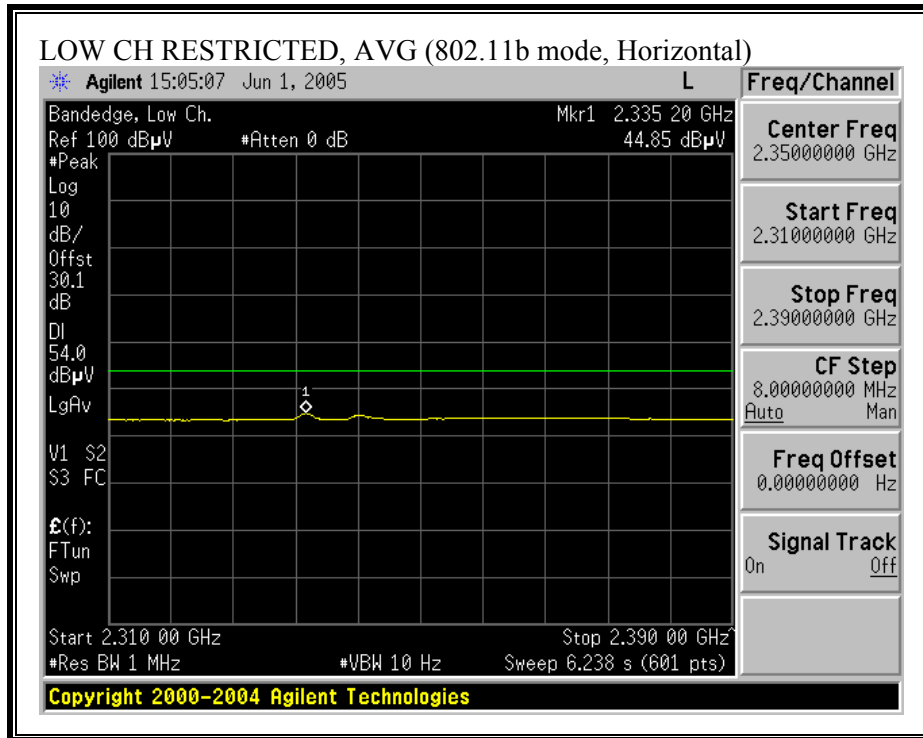 LOW CH RESTRICTED, AVG (802.11b mode, Horizontal)
Agilent 15:05:07 Jun 1, 2005 L
Freq/Channel
Bandedge, Low Ch. Mkr1 2.335 20 GHz
Ref 100 dBµV #Atten 0 dB 44.85 dBµV
#Peak
Log
10
dB/
Offst
30.1
dB
DI
54.0
dBµV
LgAv
1
V1 S2
S3 FC
£(f):
FTun
Swp
Start 2.310 00 GHz Stop 2.390 00 GHz^
#Res BW 1 MHz #VBW 10 Hz Sweep 6.238 s (601 pts)
Center Freq
2.35000000 GHz
Start Freq
2.31000000 GHz
Stop Freq
2.39000000 GHz
CF Step
8.00000000 MHz
Auto Man
Freq Offset
0.00000000 Hz
Signal Track
On Off
Copyright 2000-2004 Agilent Technologies